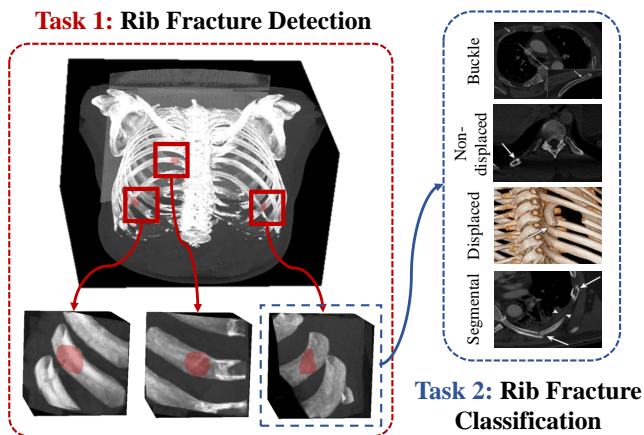 Task 1: Rib Fracture Detection
Buckle
Non-
displaced
Displaced
Segmental
Task 2: Rib Fracture
Classification